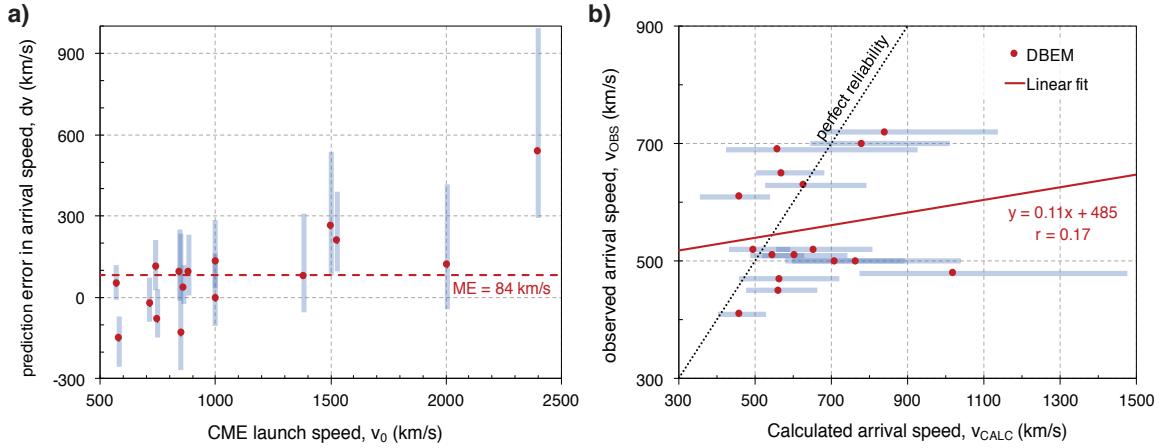 a)
prediction error in arrival speed, dv (km/s)
900
600
300
0
-300
ME = 84 km/s
500
1000
1500
2000
2500
CME launch speed, v0 (km/s)
b)
observed arrival speed, vOBS (km/s)
900
700
500
300
perfect reliability
DBEM
Linear fit
y = 0.11x + 485
r = 0.17
300
500
700
900
1100
1300
1500
Calculated arrival speed, vCALC (km/s)